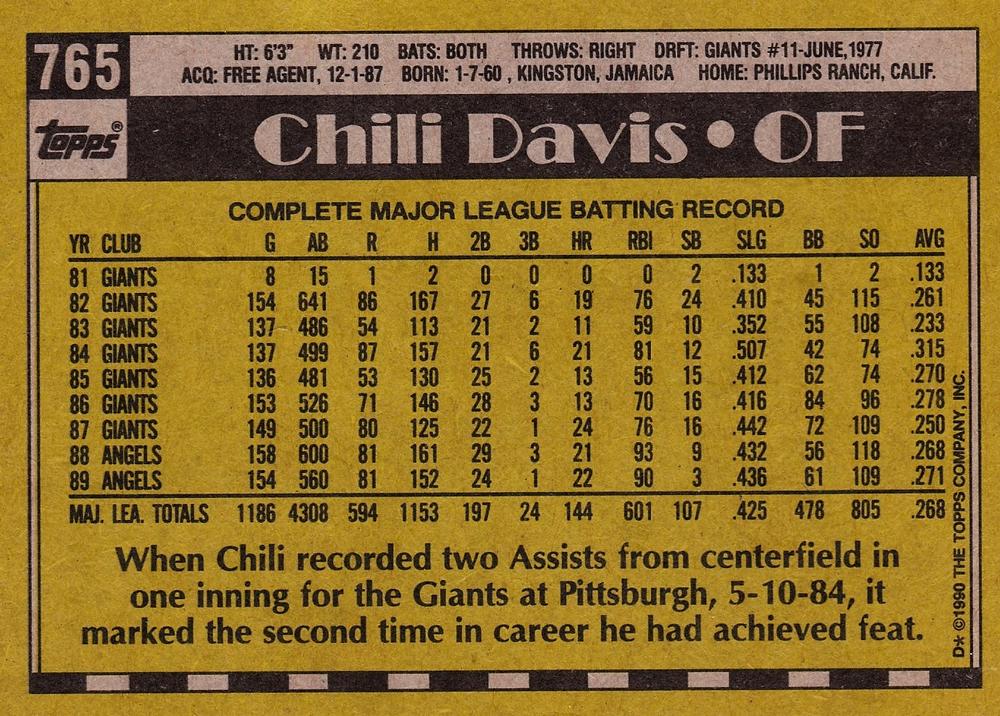 765
HT: 6'3" WT: 210 BATS: BOTH THROWS: RIGHT DRFT: GIANTS #11-JUNE,1977
ACQ: FREE AGENT, 12-1-87 BORN: 1-7-60 , KINGSTON, JAMAICA HOME: PHILLIPS RANCH, CALIF.
topps®
Chili Davis • OF
COMPLETE MAJOR LEAGUE BATTING RECORD
YR CLUB G AB R H 2B 3B HR RBI SB SLG BB SO AVG
81 GIANTS 8 15 1 2 0 0 0 0 2 .133 1 2 .133
82 GIANTS 154 641 86 167 27 6 19 76 24 .410 45 115 .261
83 GIANTS 137 486 54 113 21 2 11 59 10 .352 55 108 .233
84 GIANTS 137 499 87 157 21 6 21 81 12 .507 42 74 .315
85 GIANTS 136 481 53 130 25 2 13 56 15 .412 62 74 .270
86 GIANTS 153 526 71 146 28 3 13 70 16 .416 84 96 .278
87 GIANTS 149 500 80 125 22 1 24 76 16 .442 72 109 .250
88 ANGELS 158 600 81 161 29 3 21 93 9 .432 56 118 .268
89 ANGELS 154 560 81 152 24 1 22 90 3 .436 61 109 .271
MAJ. LEA. TOTALS 1186 4308 594 1153 197 24 144 601 107 .425 478 805 .268
When Chili recorded two Assists from centerfield in
one inning for the Giants at Pittsburgh, 5-10-84, it
marked the second time in career he had achieved feat.
D* ©1990 THE TOPPS COMPANY, INC.